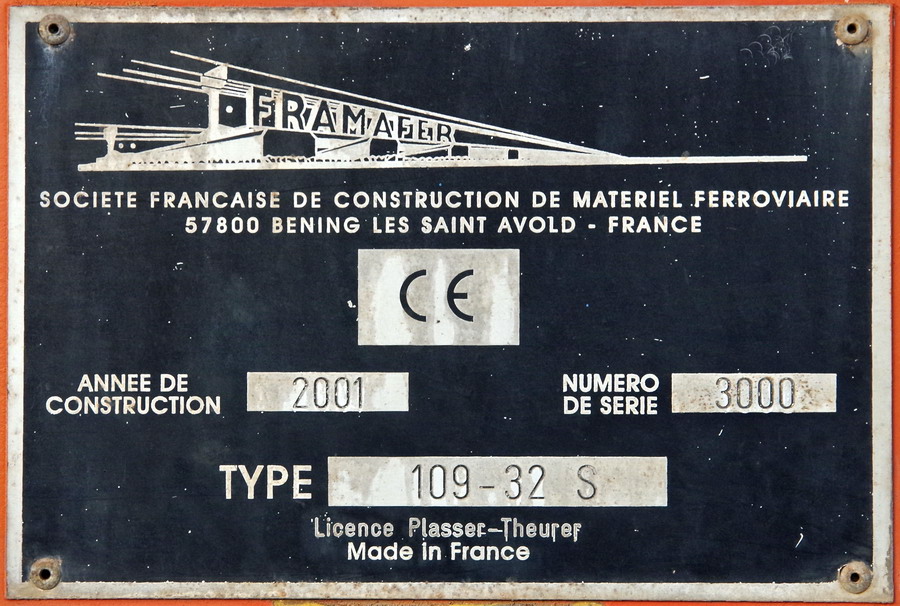 FRAMAFER
SOCIETE FRANCAISE DE CONSTRUCTION DE MATERIEL FERROVIAIRE
57800 BENING LES SAINT AVOLD - FRANCE
CE
ANNEE DE
CONSTRUCTION
2001
NUMERO
DE SERIE
3000
TYPE 109-32 S
Licence Plasser-Theurer
Made in France